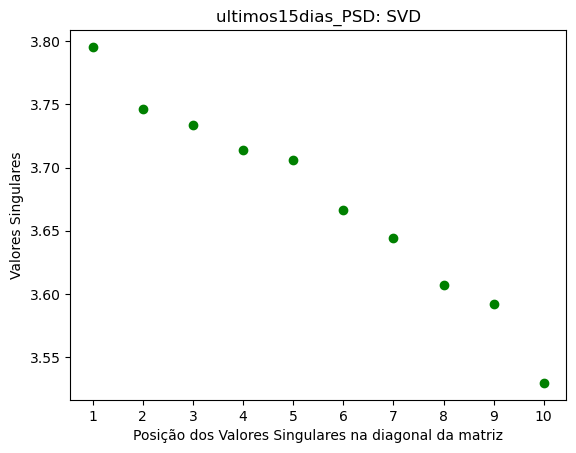 ultimos15dias_PSD: SVD
Valores Singulares
3.80
3.75
3.70
3.65
3.60
3.55
1 2 3 4 5 6 7 8 9 10
Posição dos Valores Singulares na diagonal da matriz